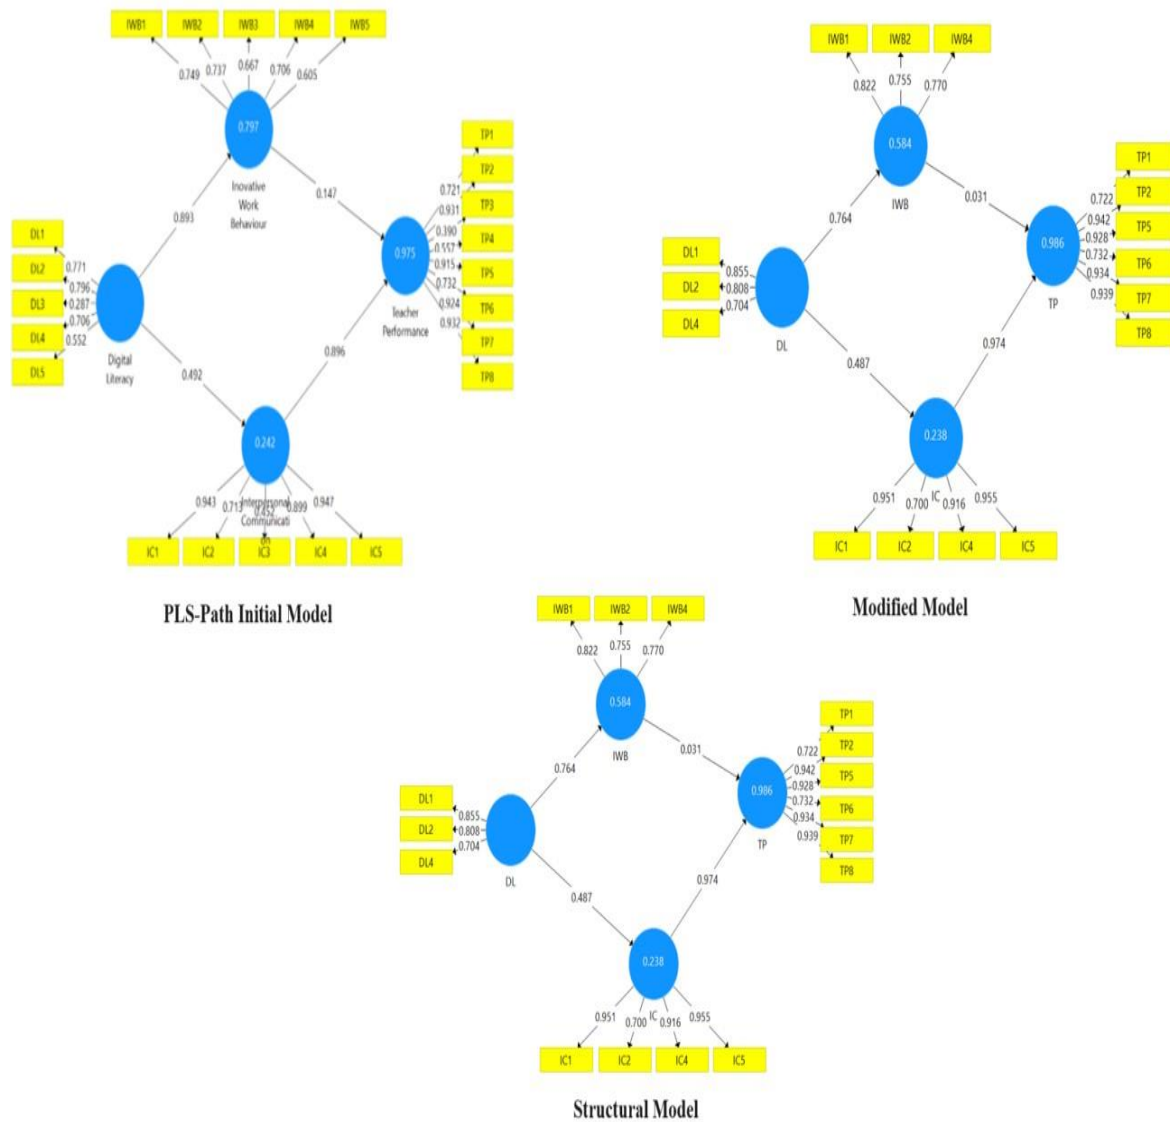 IWB1 IWB2 IWB3 IWB4 IWB5
0.749 0.737 0.667 0.706 0.605
0.797
Inovative
Work
Behaviour
0.893
0.147
DL1
DL2
DL3
DL4
DL5
0.771
0.796
0.287
0.706
0.552
Digital
Literacy
0.492
0.896
TP1
TP2
TP3
TP4
TP5
TP6
TP7
TP8
0.721
0.931
0.390
0.557
0.915
0.732
0.924
0.932
0.975
Teacher
Performance
0.242
0.943 0.713 0.452 0.899 0.947
Interpersonal
Communicati
on
IC1 IC2 IC3 IC4 IC5
PLS-Path Initial Model
IWB1 IWB2 IWB4
0.822 0.755 0.770
0.584
IWB
0.764
0.031
DL1
DL2
DL4
0.855
0.808
0.704
DL
0.487
0.974
TP1
TP2
TP5
TP6
TP7
TP8
0.722
0.942
0.928
0.732
0.934
0.939
0.986
TP
0.238
IC
0.951 0.700 0.916 0.955
IC1 IC2 IC4 IC5
Modified Model
IWB1 IWB2 IWB4
0.822 0.755 0.770
0.584
IWB
0.764
0.031
DL1
DL2
DL4
0.855
0.808
0.704
DL
0.487
0.974
TP1
TP2
TP5
TP6
TP7
TP8
0.722
0.942
0.928
0.732
0.934
0.939
0.986
TP
0.238
IC
0.951 0.700 0.916 0.955
IC1 IC2 IC4 IC5
Structural Model